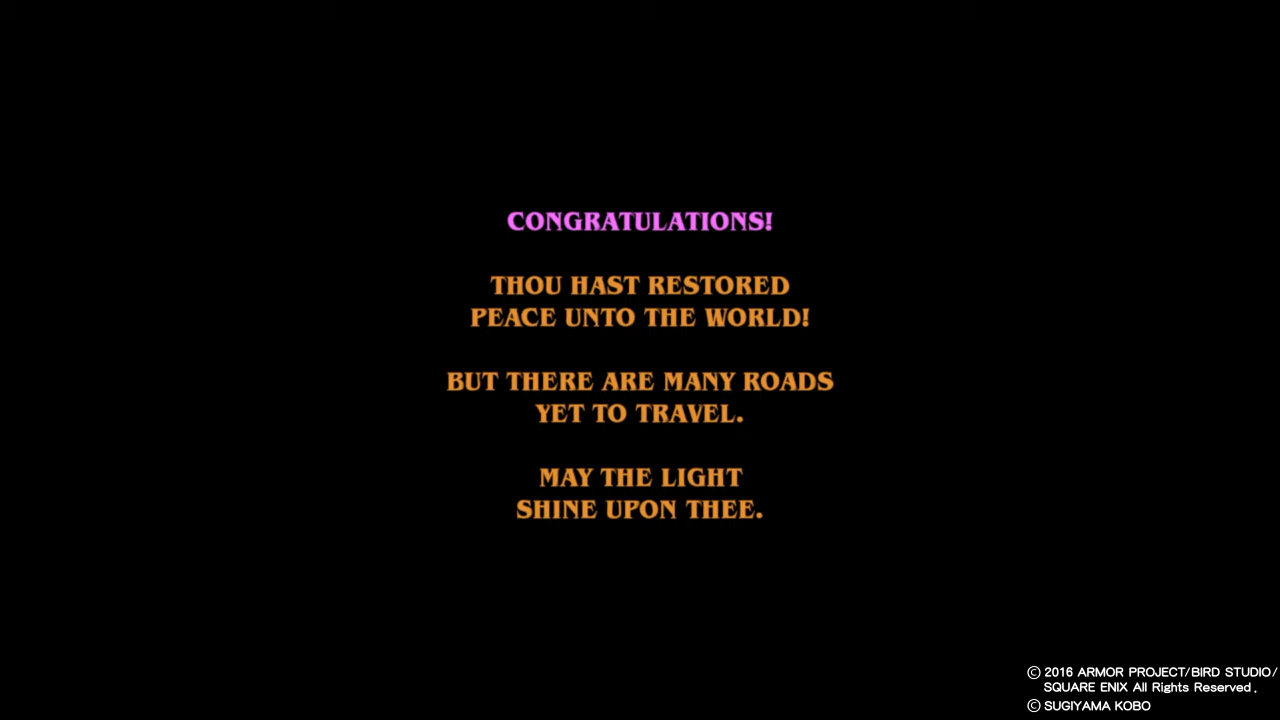 CONGRATULATIONS!
THOU HAST RESTORED
PEACE UNTO THE WORLD!
BUT THERE ARE MANY ROADS
YET TO TRAVEL.
MAY THE LIGHT
SHINE UPON THEE.
© 2016 ARMOR PROJECT/BIRD STUDIO/
SQUARE ENIX All Rights Reserved.
© SUGIYAMA KOBO